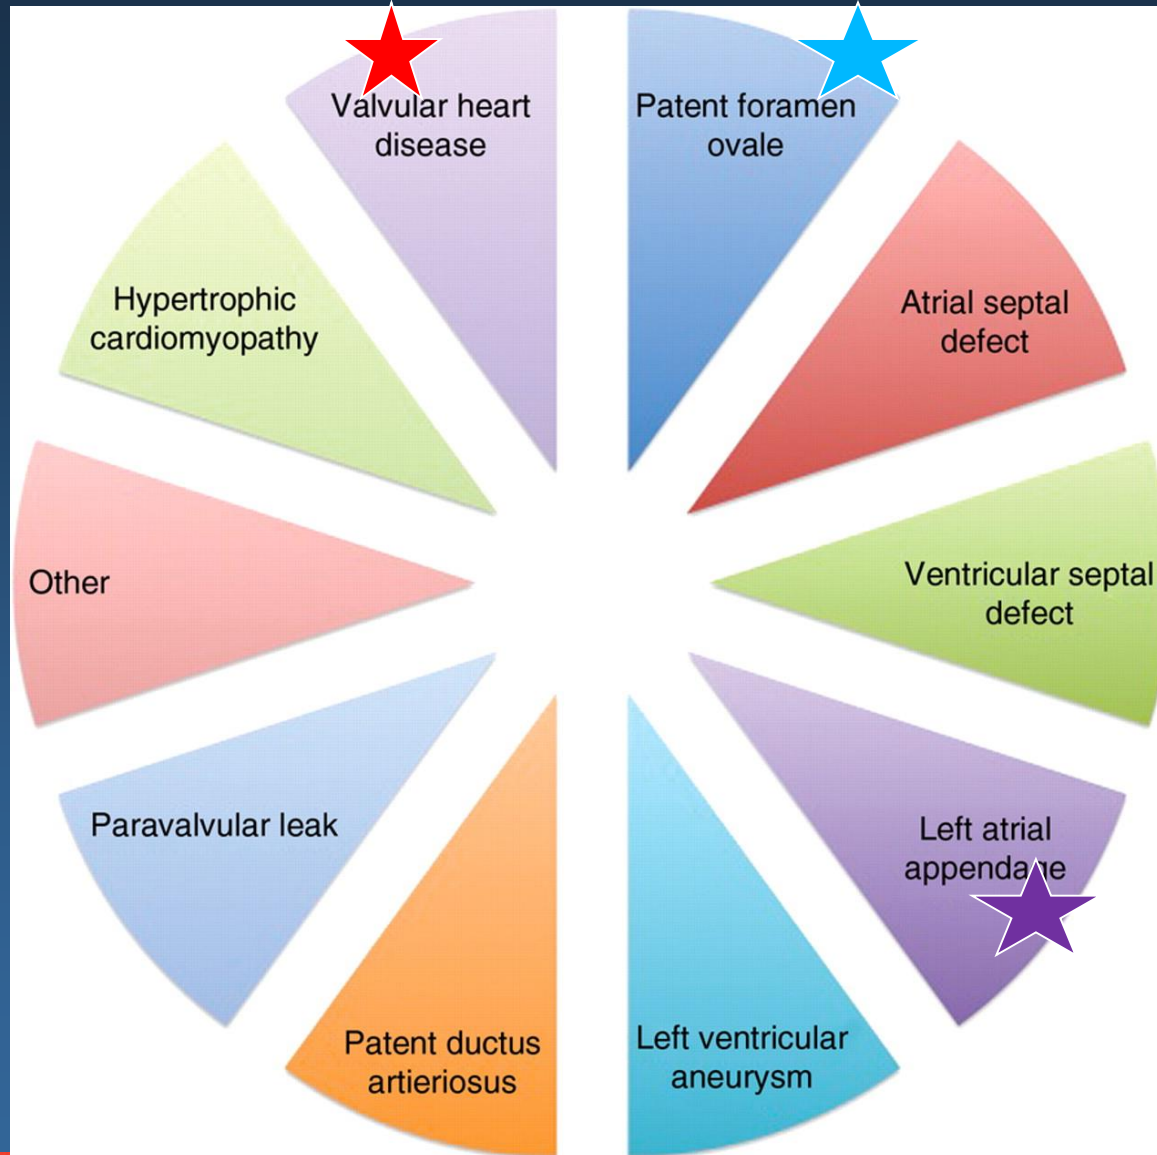 Valvular heart
disease
Patent foramen
ovale
Atrial septal
defect
Hypertrophic
cardiomyopathy
Other
Ventricular septal
defect
Paravalvular leak
Left atrial
appendage
Patent ductus
artieriosus
Left ventricular
aneurysm